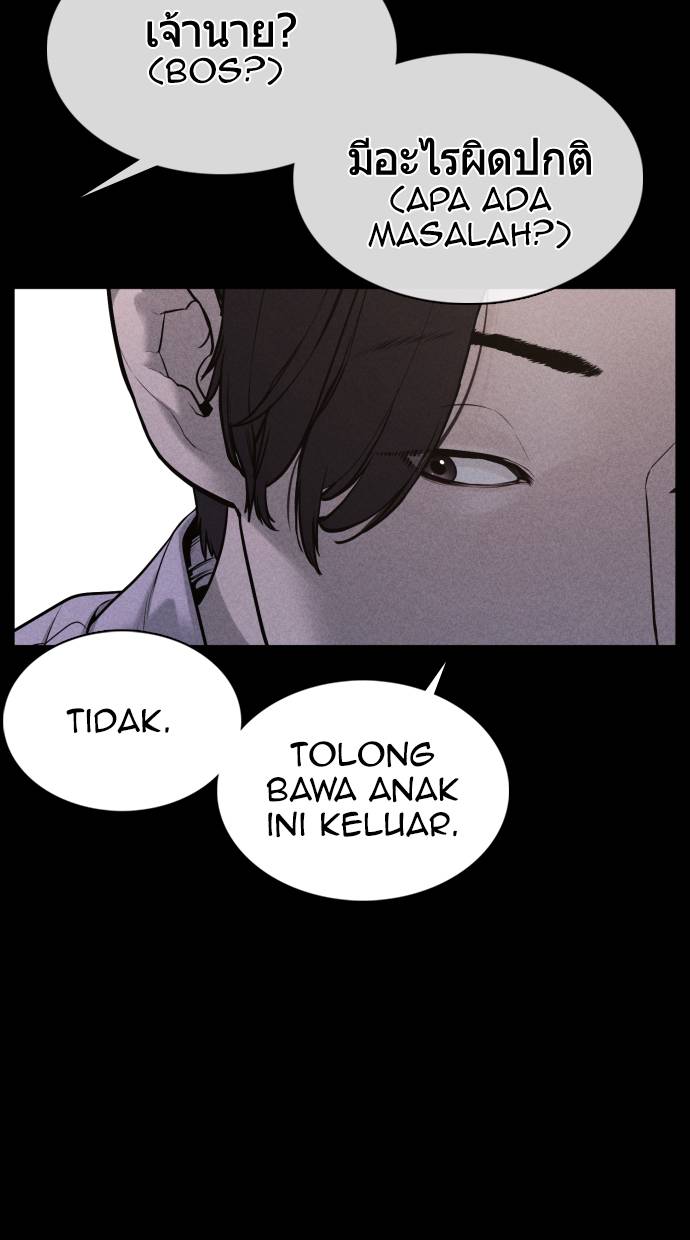 เจ้านาย?
(BOS?)
มีอะไรผิดปกติ
(APA ADA
MASALAH?)
TIDAK.
TOLONG
BAWA ANAK
INI KELUAR.